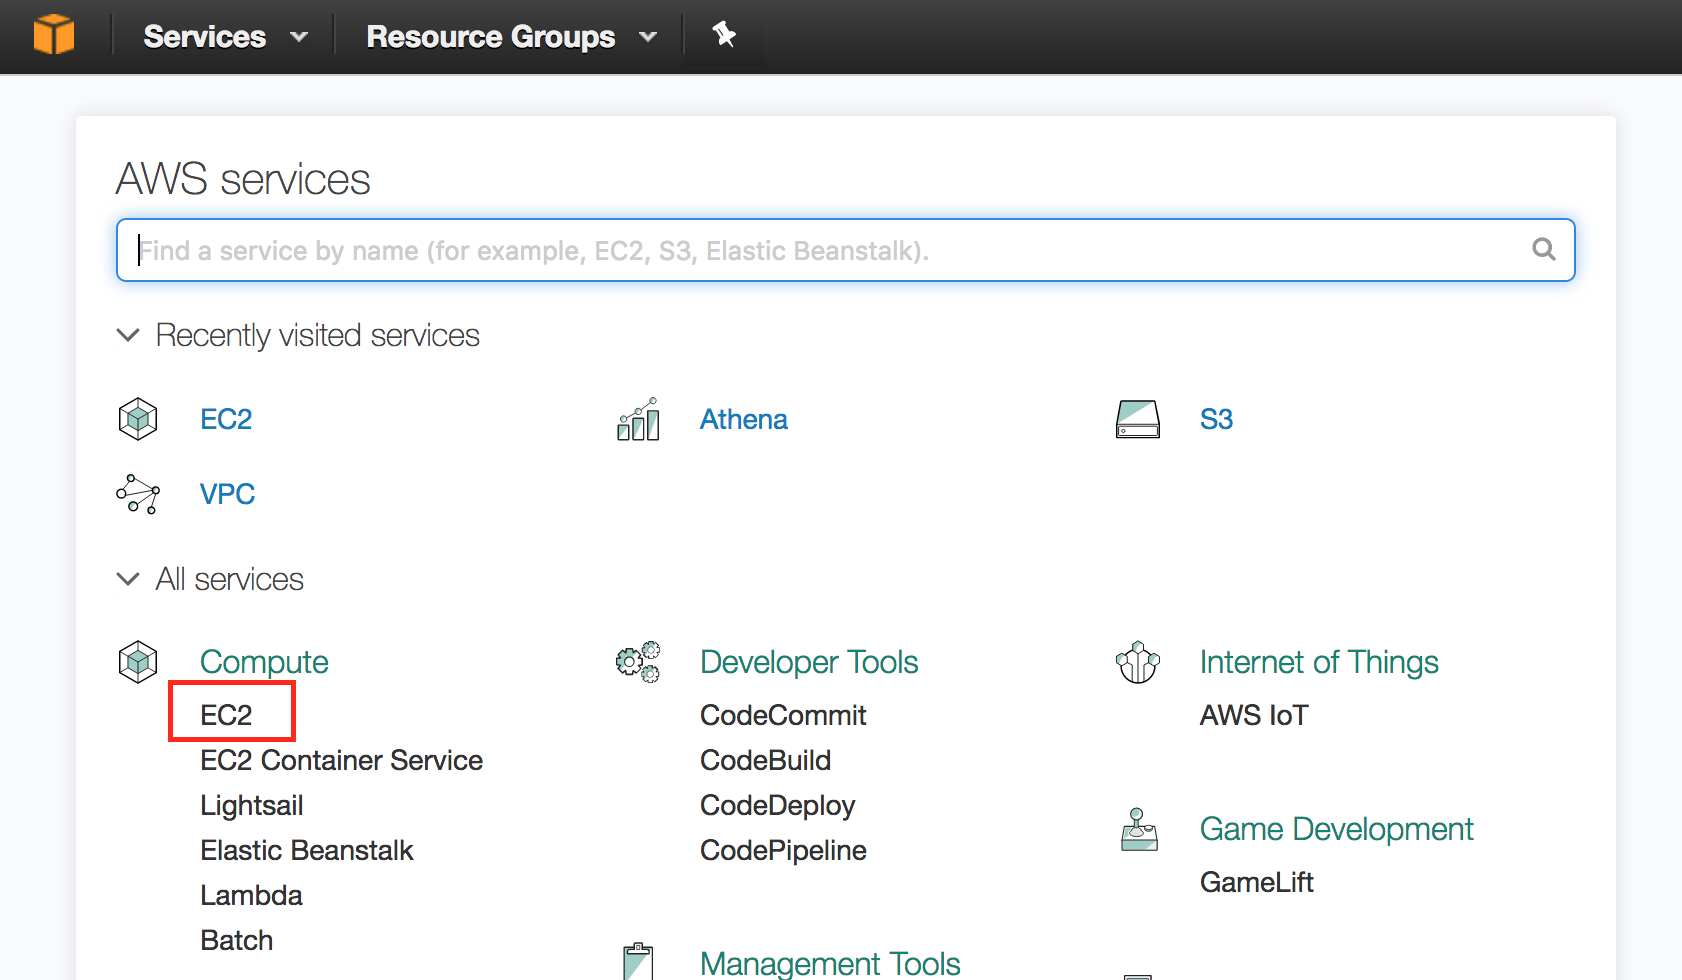 Services
Resource Groups
AWS services
Find a service by name (for example, EC2, S3, Elastic Beanstalk).
Recently visited services
EC2
Athena
S3
VPC
All services
Compute
EC2
EC2 Container Service
Lightsail
Elastic Beanstalk
Lambda
Batch
Developer Tools
CodeCommit
CodeBuild
CodeDeploy
CodePipeline
Management Tools
Internet of Things
AWS IoT
Game Development
GameLift